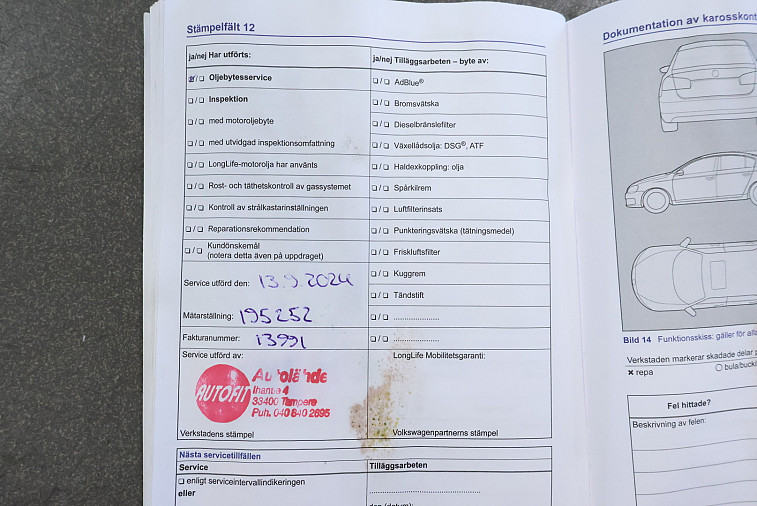 Stämpelfält 12
ja/nej Har utförts:
☒/❑ Oljebytesservice
❑/❑ Inspektion
❑/❑ med motoroljebyte
❑/❑ med utvidgad inspektionsomfattning
❑/❑ LongLife-motorolja har använts
❑/❑ Rost- och täthetskontroll av gassystemet
❑/❑ Kontroll av strålkastarinställningen
❑/❑ Reparationsrekommendation
❑/❑ Kundönskemål
(notera detta även på uppdraget)
Service utförd den: 13.9.2024
Mätarställning: 195252
Fakturanummer: 13991
Service utförd av:
AUTOFIT
Autolähde
Ihantie 4
33400 Tampere
Puh. 040 840 2695
Verkstadens stämpel
ja/nej Tilläggsarbeten – byte av:
❑/❑ AdBlue®
❑/❑ Bromsvätska
❑/❑ Dieselbränslefilter
❑/❑ Växellådsolja: DSG®, ATF
❑/❑ Haldexkoppling: olja
❑/❑ Spårkilrem
❑/❑ Luftfilterinsats
❑/❑ Punkteringsvätska (tätningsmedel)
❑/❑ Friskluftsfilter
❑/❑ Kuggrem
❑/❑ Tändstift
❑/❑ .....................
❑/❑ .....................
LongLife Mobilitetsgaranti:
Volkswagenpartnerns stämpel
Nästa servicetillfällen
Service
❑ enligt serviceintervallindikeringen
eller
Tilläggsarbeten
Dokumentation av karosskont
Bild 14 Funktionsskiss: gäller för alla
Verkstaden markerar skadade delar p
✕ repa
○ bula/buckl
Fel hittade?
Beskrivning av felen: